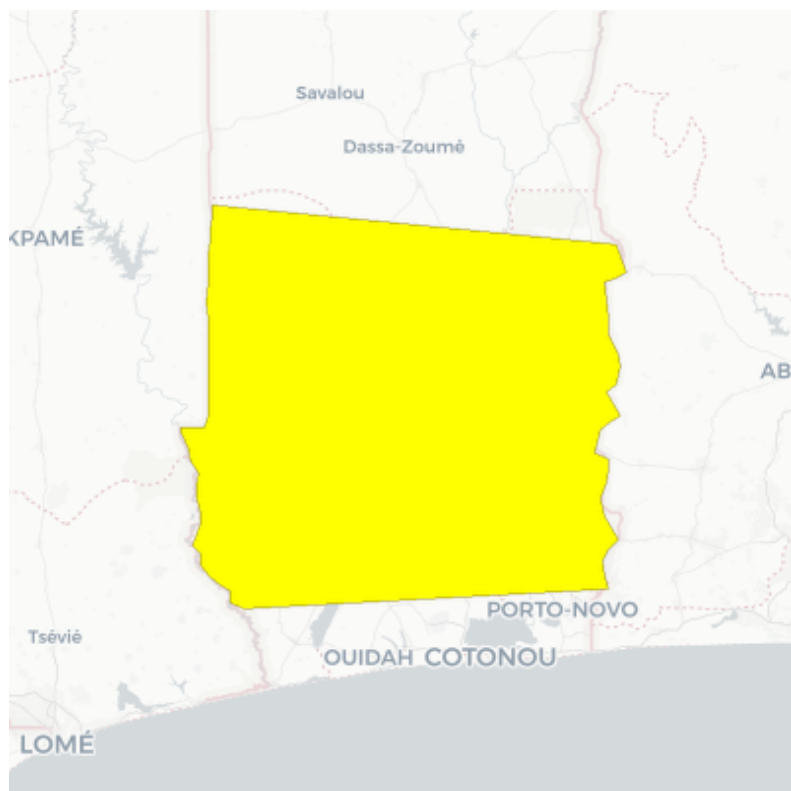 Savalou
Dassa-Zoumé
KPAMÉ
AB
PORTO-NOVO
Tsévié
OUIDAH COTONOU
LOMÉ